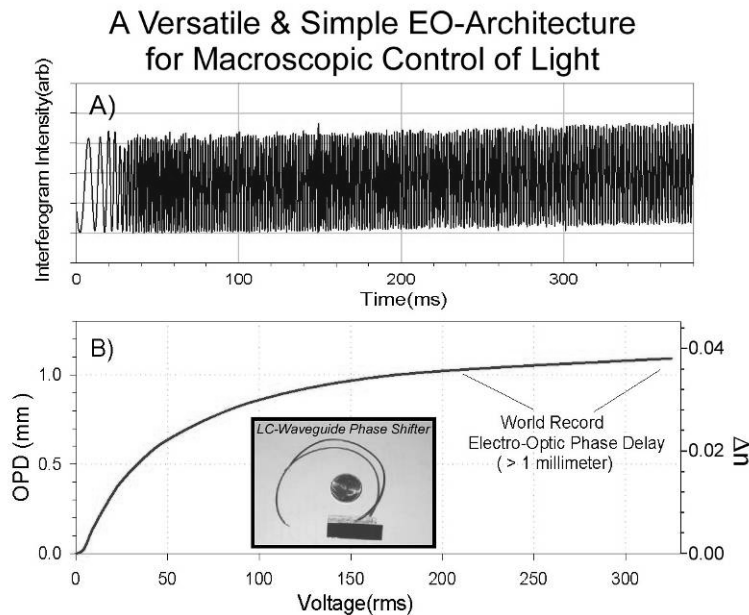 A Versatile & Simple EO-Architecture
for Macroscopic Control of Light
A)
Interferogram Intensity(arb)
0 100 200 300
Time(ms)
B)
1.0
0.5
0.0
OPD (mm)
0.04
0.02
0.00
Δn
LC-Waveguide Phase Shifter
World Record
Electro-Optic Phase Delay
( > 1 millimeter)
0 50 100 150 200 250 300
Voltage(rms)